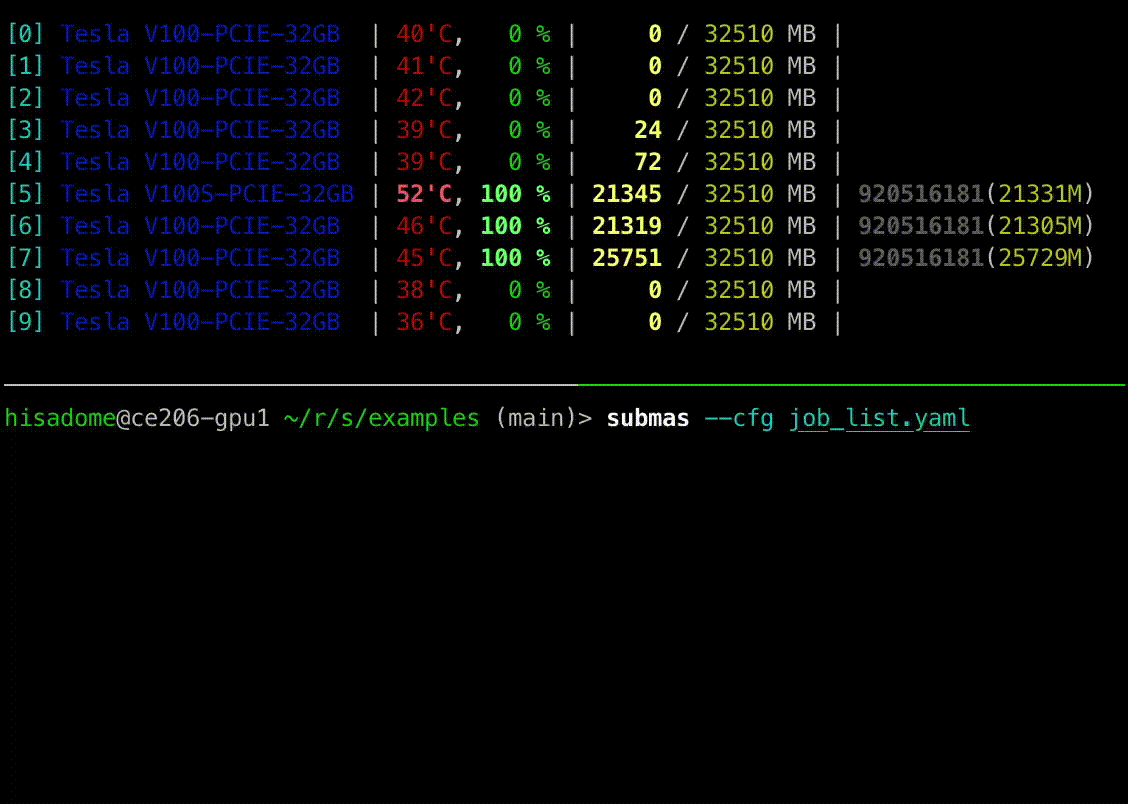 [0] Tesla V100-PCIE-32GB | 40'C, 0 % | 0 / 32510 MB |
[1] Tesla V100-PCIE-32GB | 41'C, 0 % | 0 / 32510 MB |
[2] Tesla V100-PCIE-32GB | 42'C, 0 % | 0 / 32510 MB |
[3] Tesla V100-PCIE-32GB | 39'C, 0 % | 24 / 32510 MB |
[4] Tesla V100-PCIE-32GB | 39'C, 0 % | 72 / 32510 MB |
[5] Tesla V100S-PCIE-32GB | 52'C, 100 % | 21345 / 32510 MB | 920516181(21331M)
[6] Tesla V100-PCIE-32GB | 46'C, 100 % | 21319 / 32510 MB | 920516181(21305M)
[7] Tesla V100-PCIE-32GB | 45'C, 100 % | 25751 / 32510 MB | 920516181(25729M)
[8] Tesla V100-PCIE-32GB | 38'C, 0 % | 0 / 32510 MB |
[9] Tesla V100-PCIE-32GB | 36'C, 0 % | 0 / 32510 MB |
hisadome@ce206-gpu1 ~/r/s/examples (main)> submas --cfg job_list.yaml